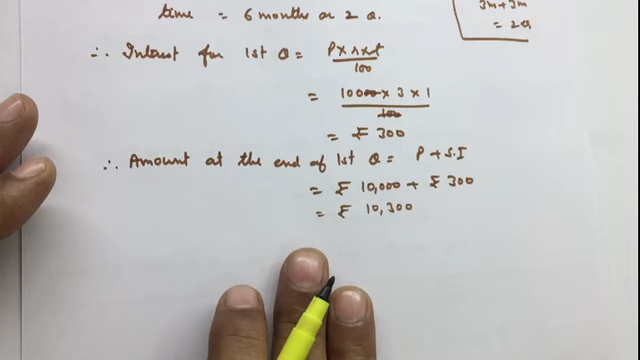 time = 6 months or 2 Q.
3m + 3m
= 2Q
∴ Interest for 1st Q = P x r x t / 100
= 10000 x 3 x 1 / 100
= ₹ 300
∴ Amount at the end of 1st Q = P + S.I
= ₹ 10,000 + ₹ 300
= ₹ 10,300